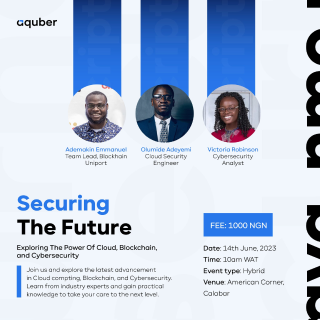 aquber
Ademakin Emmanuel
Team Lead, Blockhain
Uniport
Olumide Adeyemi
Cloud Security
Engineer
Victoria Robinson
Cybersecurity
Analyst
Securing
The Future
Exploring The Power Of Cloud, Blockchain,
and Cybersecurity
Join us and explore the latest advancement
in Cloud compting, Blockchain, and Cybersecurity.
Learn from industry experts and gain practical
knowledge to take your care to the next level.
FEE: 1000 NGN
Date: 14th June, 2023
Time: 10am WAT
Event type: Hybrid
Venue: American Corner,
Calabar